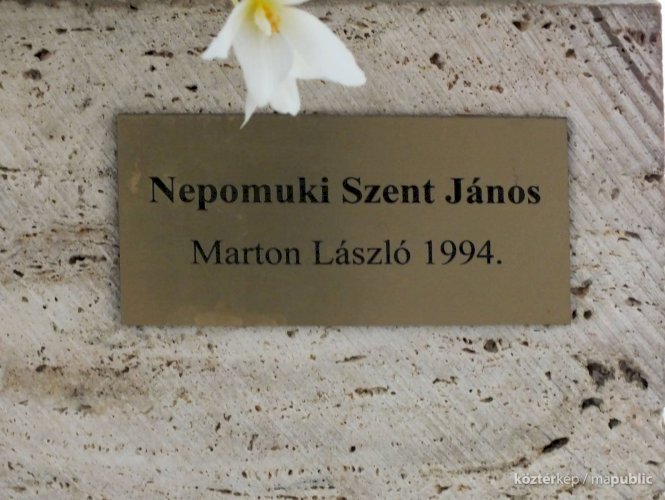 Nepomuki Szent János
Marton László 1994.
köztérkép / mapublic